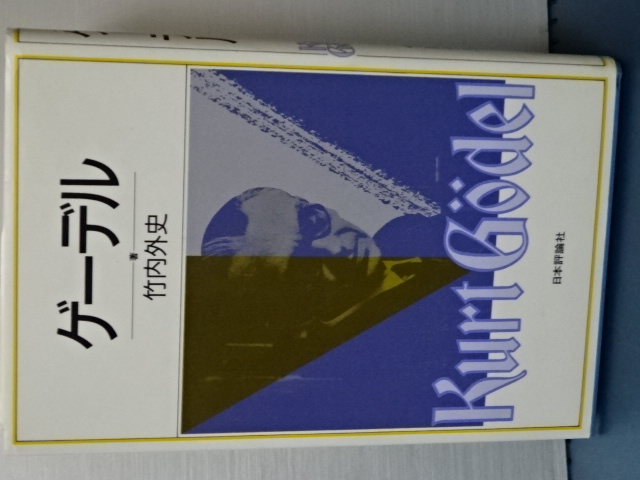 ゲーデル
著
竹内外史
Kurt Gödel
日本評論社